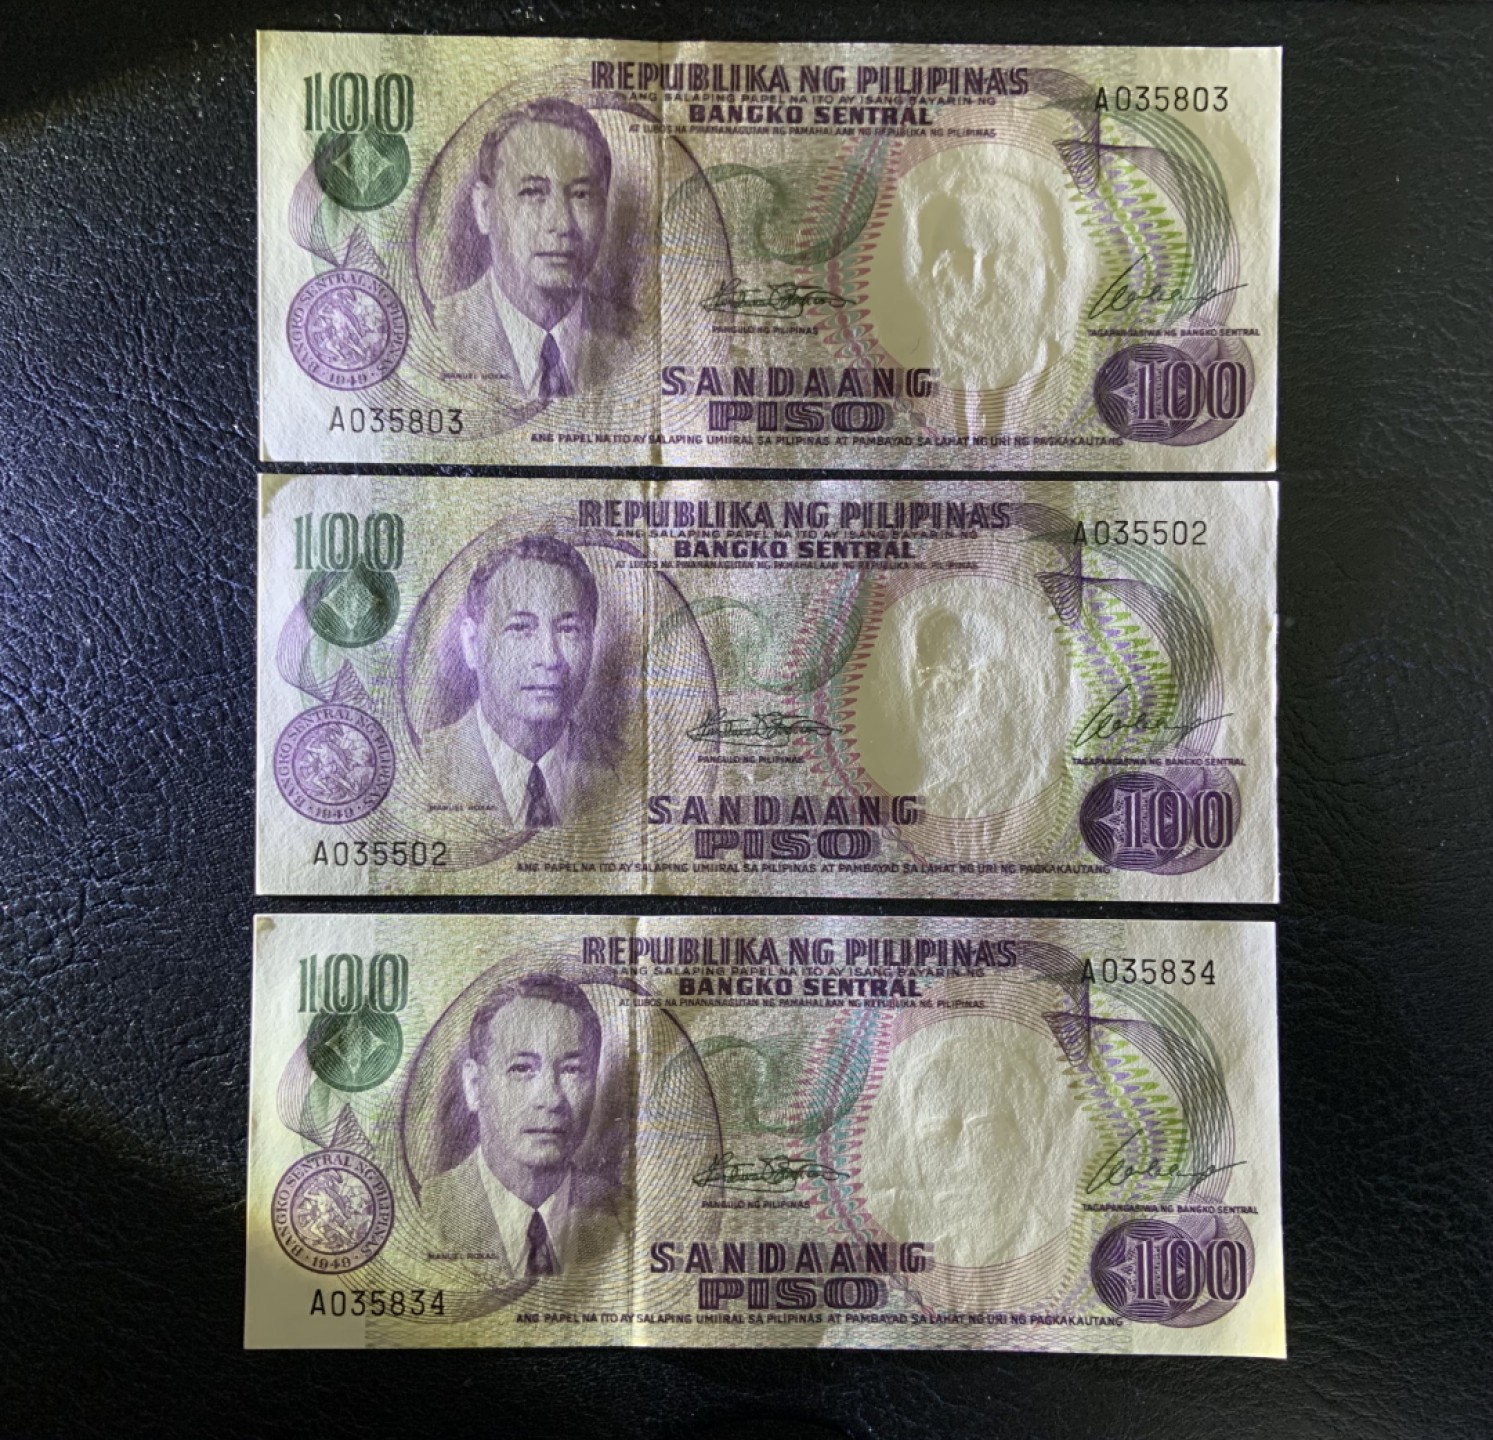 100
REPUBLIKA NG PILIPINAS
ANG SALAPING PAPEL NA ITO AY ISANG BAYARIN NG
BANGKO SENTRAL
AT LUBOS NA PINANANAGUTAN NG PAMAHALAAN NG REPUBLIKA NG PILIPINAS
A035803
PANGULO NG PILIPINAS
TAGAPANGASIWA NG BANGKO SENTRAL
BANGKO SENTRAL NG PILIPINAS
1949
MANUEL ROXAS
SANDAANG
PISO
100
A035803
ANG PAPEL NA ITO AY SALAPING UMIIRAL SA PILIPINAS AT PAMBAYAD SA LAHAT NG URI NG PAGKAKAUTANG
100
REPUBLIKA NG PILIPINAS
ANG SALAPING PAPEL NA ITO AY ISANG BAYARIN NG
BANGKO SENTRAL
AT LUBOS NA PINANANAGUTAN NG PAMAHALAAN NG REPUBLIKA NG PILIPINAS
A035502
PANGULO NG PILIPINAS
TAGAPANGASIWA NG BANGKO SENTRAL
BANGKO SENTRAL NG PILIPINAS
1949
MANUEL ROXAS
SANDAANG
PISO
100
A035502
ANG PAPEL NA ITO AY SALAPING UMIIRAL SA PILIPINAS AT PAMBAYAD SA LAHAT NG URI NG PAGKAKAUTANG
100
REPUBLIKA NG PILIPINAS
ANG SALAPING PAPEL NA ITO AY ISANG BAYARIN NG
BANGKO SENTRAL
AT LUBOS NA PINANANAGUTAN NG PAMAHALAAN NG REPUBLIKA NG PILIPINAS
A035834
PANGULO NG PILIPINAS
TAGAPANGASIWA NG BANGKO SENTRAL
BANGKO SENTRAL NG PILIPINAS
1949
MANUEL ROXAS
SANDAANG
PISO
100
A035834
ANG PAPEL NA ITO AY SALAPING UMIIRAL SA PILIPINAS AT PAMBAYAD SA LAHAT NG URI NG PAGKAKAUTANG